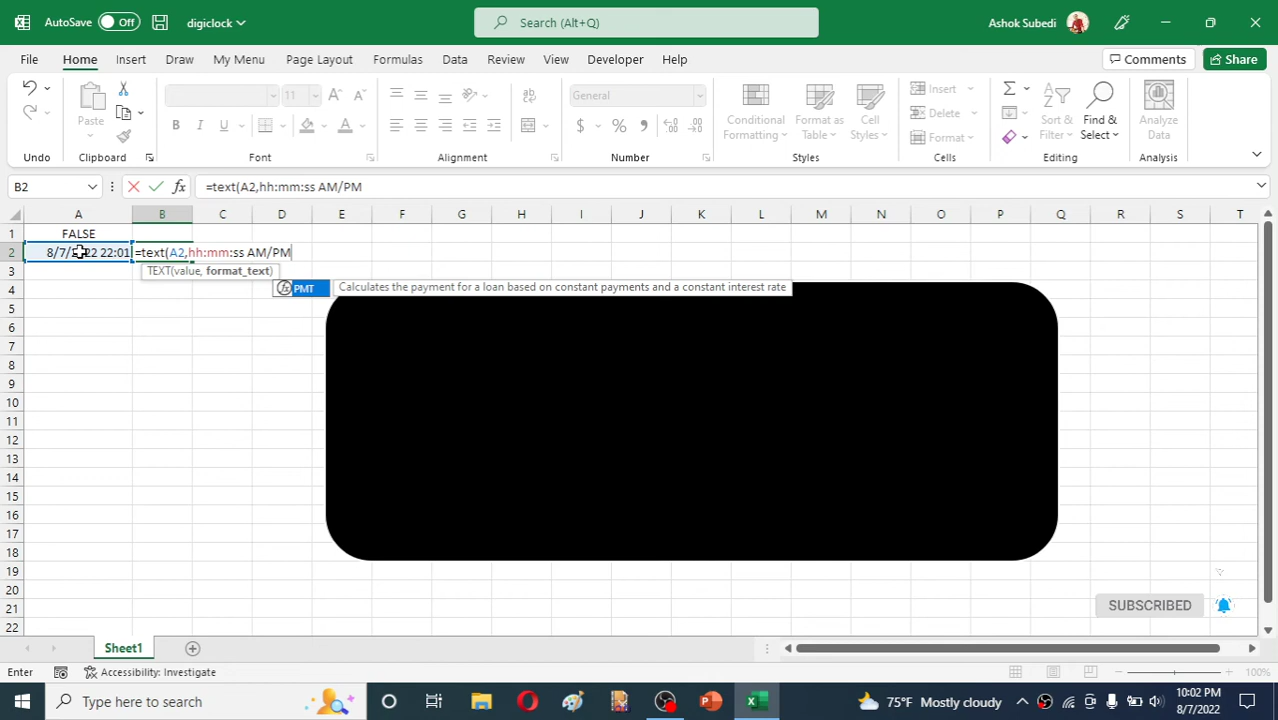 AutoSave Off digiclock Search (Alt+Q) Ashok Subedi
File Home Insert Draw My Menu Page Layout Formulas Data Review View Developer Help Comments Share
Paste 11 General Conditional Formatting Format as Table Cell Styles Insert Delete Format Sort & Filter Find & Select Analyze Data
Undo Clipboard Font Alignment Number Styles Cells Editing Analysis
B2 =text(A2,hh:mm:ss AM/PM
A B C D E F G H I J K L M N O P Q R S T
1 FALSE
2 22:01 =text(A2,hh:mm:ss AM/PM
3 TEXT(value, format_text)
4 PMT Calculates the payment for a loan based on constant payments and a constant interest rate
5
6
7
8
9
10
11
12
13
14
15
16
17
18
19
20
21 SUBSCRIBED
22
Sheet1
Enter Accessibility: Investigate 100%
Type here to search 75°F Mostly cloudy 10:02 PM
8/7/2022